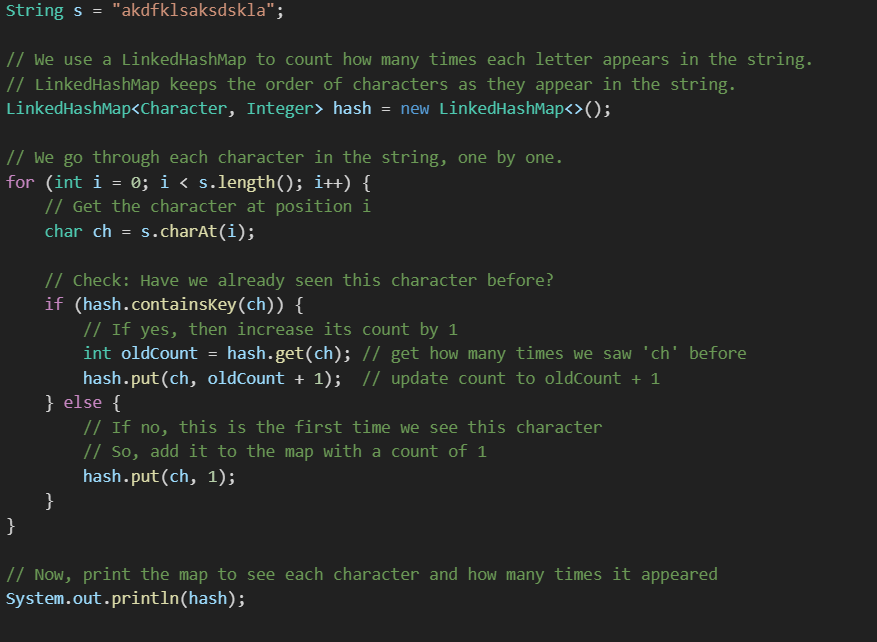 String s = "akdfklsaksdskla";
// We use a LinkedHashMap to count how many times each letter appears in the string.
// LinkedHashMap keeps the order of characters as they appear in the string.
LinkedHashMap<Character, Integer> hash = new LinkedHashMap<>();
// We go through each character in the string, one by one.
for (int i = 0; i < s.length(); i++) {
    // Get the character at position i
    char ch = s.charAt(i);
    // Check: Have we already seen this character before?
    if (hash.containsKey(ch)) {
        // If yes, then increase its count by 1
        int oldCount = hash.get(ch); // get how many times we saw 'ch' before
        hash.put(ch, oldCount + 1);  // update count to oldCount + 1
    } else {
        // If no, this is the first time we see this character
        // So, add it to the map with a count of 1
        hash.put(ch, 1);
    }
}
// Now, print the map to see each character and how many times it appeared
System.out.println(hash);